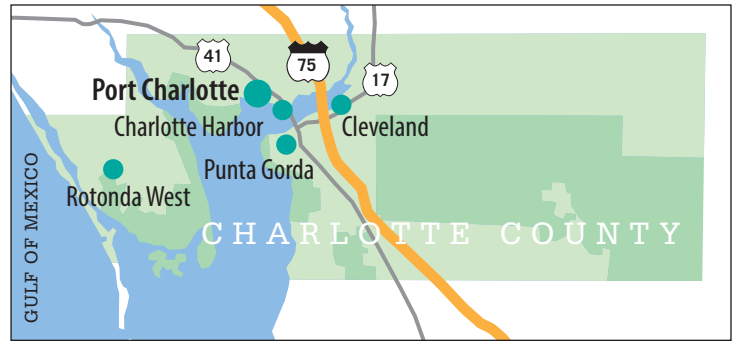 41
75
17
Port Charlotte
Charlotte Harbor
Cleveland
Punta Gorda
Rotonda West
CHARLOTTE COUNTY
GULF OF MEXICO